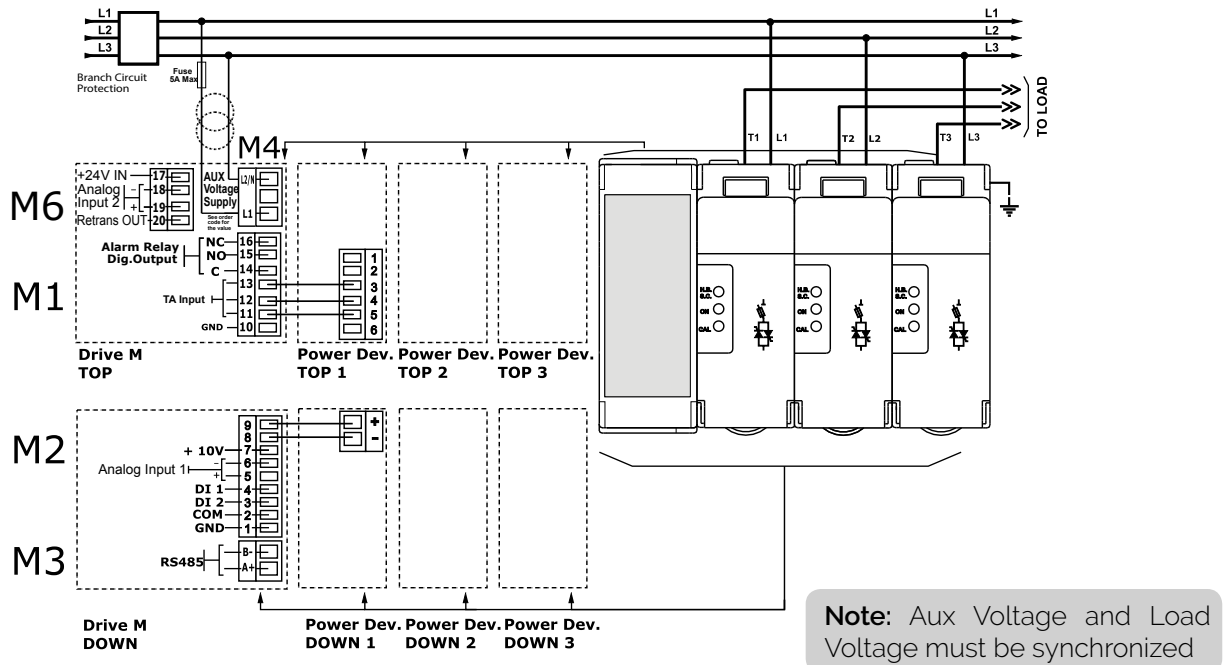 L1
L2
L3
L1
L2
L3
Branch Circuit
Protection
Fuse
5A Max
TO LOAD
T1 L1 T2 L2 T3 L3
M4
M6
+24V IN 17
Analog
Input 2
- 18
+ 19
Retrans OUT 20
AUX
Voltage
Supply
See order
code for
the value
L2/N
L1
M1
Alarm Relay
Dig.Output
NC 16
NO 15
C 14
TA Input
13
12
11
GND 10
1
2
3
4
5
6
Drive M
TOP
Power Dev.
TOP 1
Power Dev.
TOP 2
Power Dev.
TOP 3
H.B.
S.C.
ON
CAL
H.B.
S.C.
ON
CAL
H.B.
S.C.
ON
CAL
M2
9
8
+ 10V 7
Analog Input 1
- 6
+ 5
DI 1 4
DI 2 3
COM 2
GND 1
+
-
M3
RS485
B-
A+
Drive M
DOWN
Power Dev.
DOWN 1
Power Dev.
DOWN 2
Power Dev.
DOWN 3
Note: Aux Voltage and Load
Voltage must be synchronized